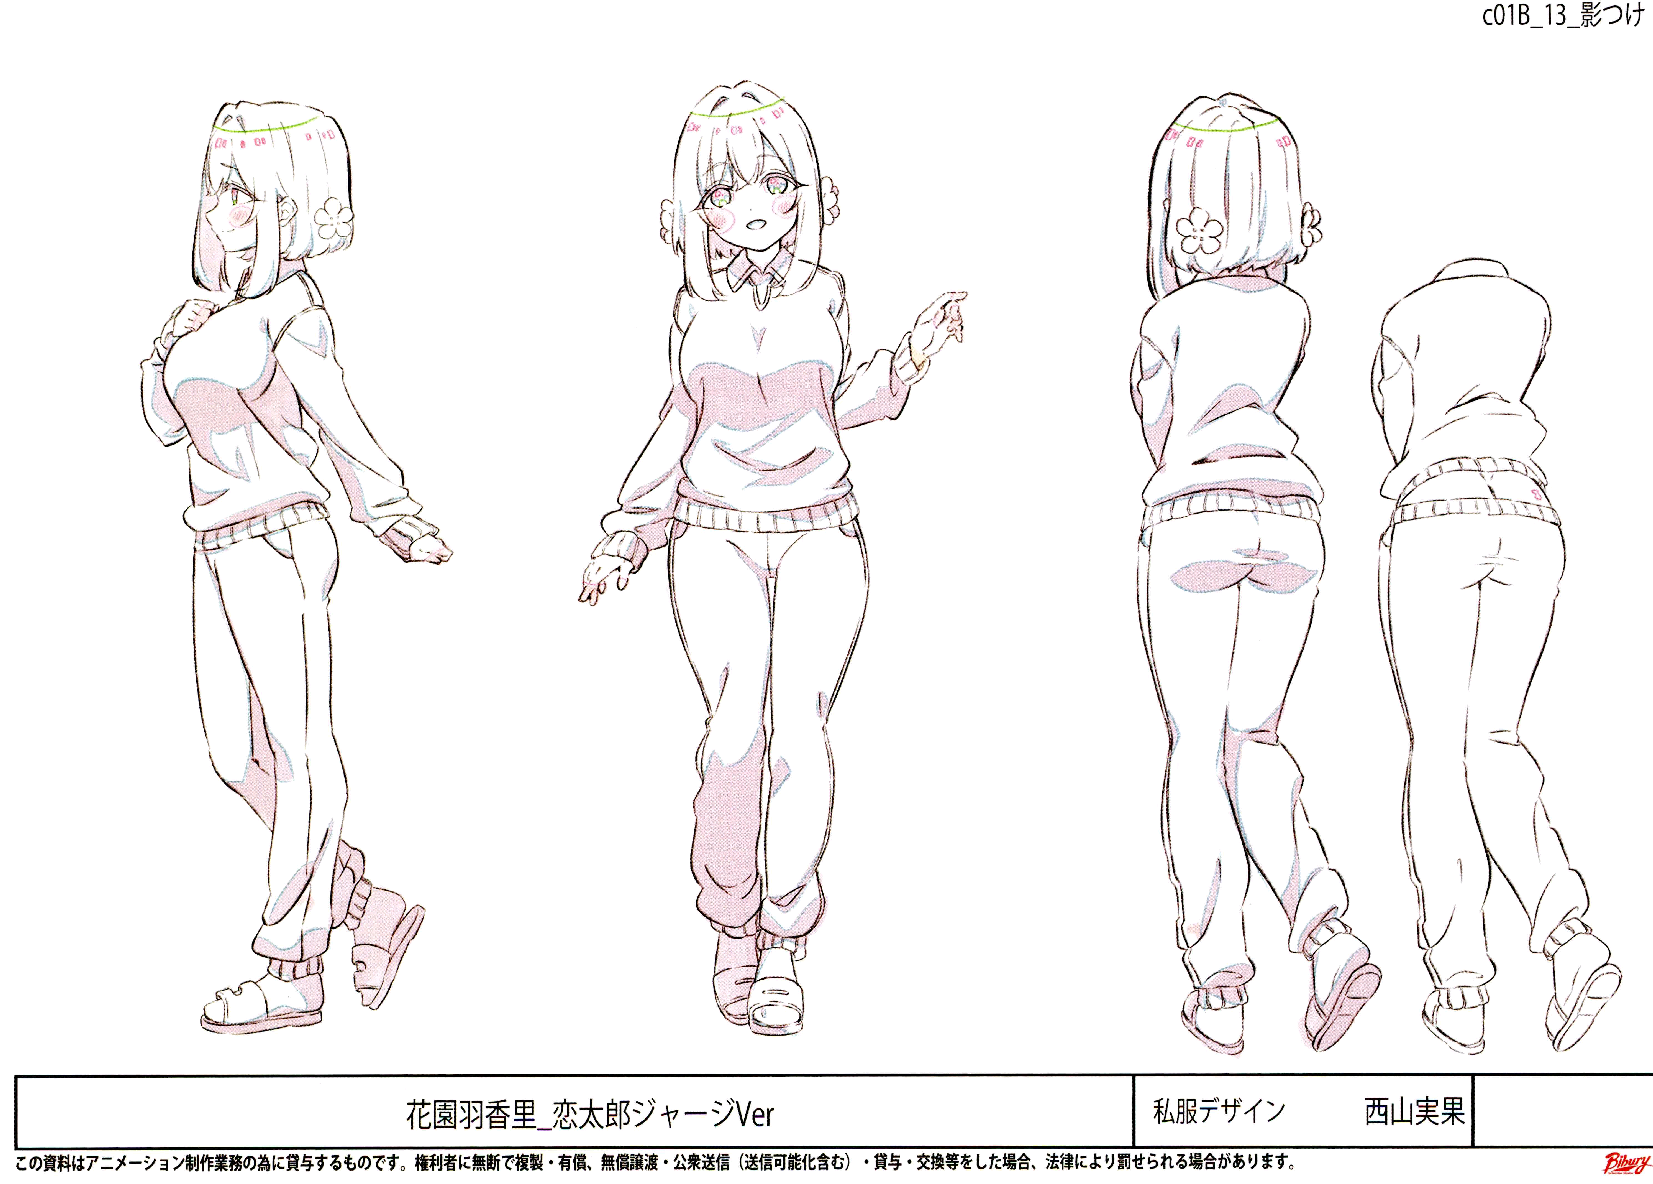 c01B_13_影つけ
花園羽香里_恋太郎ジャージVer
私服デザイン 西山実果
この資料はアニメーション制作業務の為に貸与するものです。権利者に無断で複製・有償、無償譲渡・公衆送信（送信可能化含む）・貸与・交換等をした場合、法律により罰せられる場合があります。
Bibury